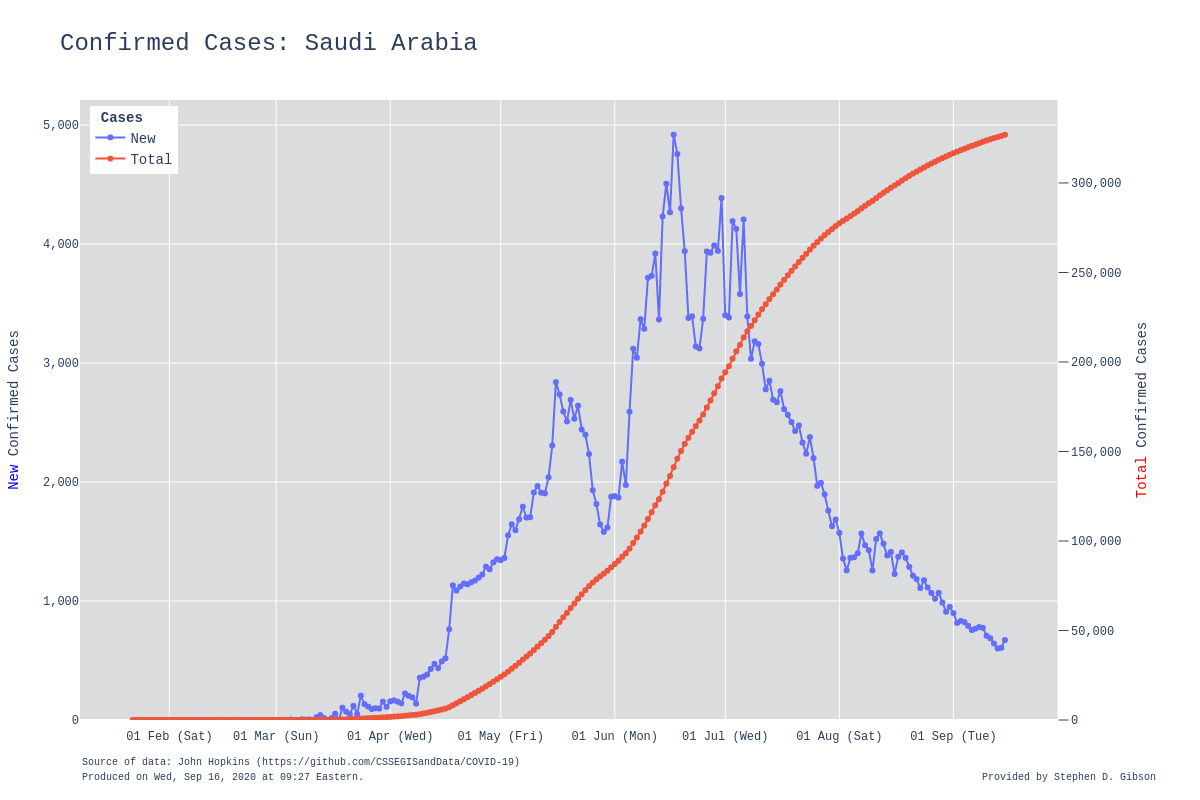 Confirmed Cases: Saudi Arabia
Cases
New
Total
5,000
4,000
3,000
2,000
1,000
0
300,000
250,000
200,000
150,000
100,000
50,000
0
New Confirmed Cases
Total Confirmed Cases
01 Feb (Sat) 01 Mar (Sun) 01 Apr (Wed) 01 May (Fri) 01 Jun (Mon) 01 Jul (Wed) 01 Aug (Sat) 01 Sep (Tue)
Source of data: John Hopkins (https://github.com/CSSEGISandData/COVID-19)
Produced on Wed, Sep 16, 2020 at 09:27 Eastern.
Provided by Stephen D. Gibson